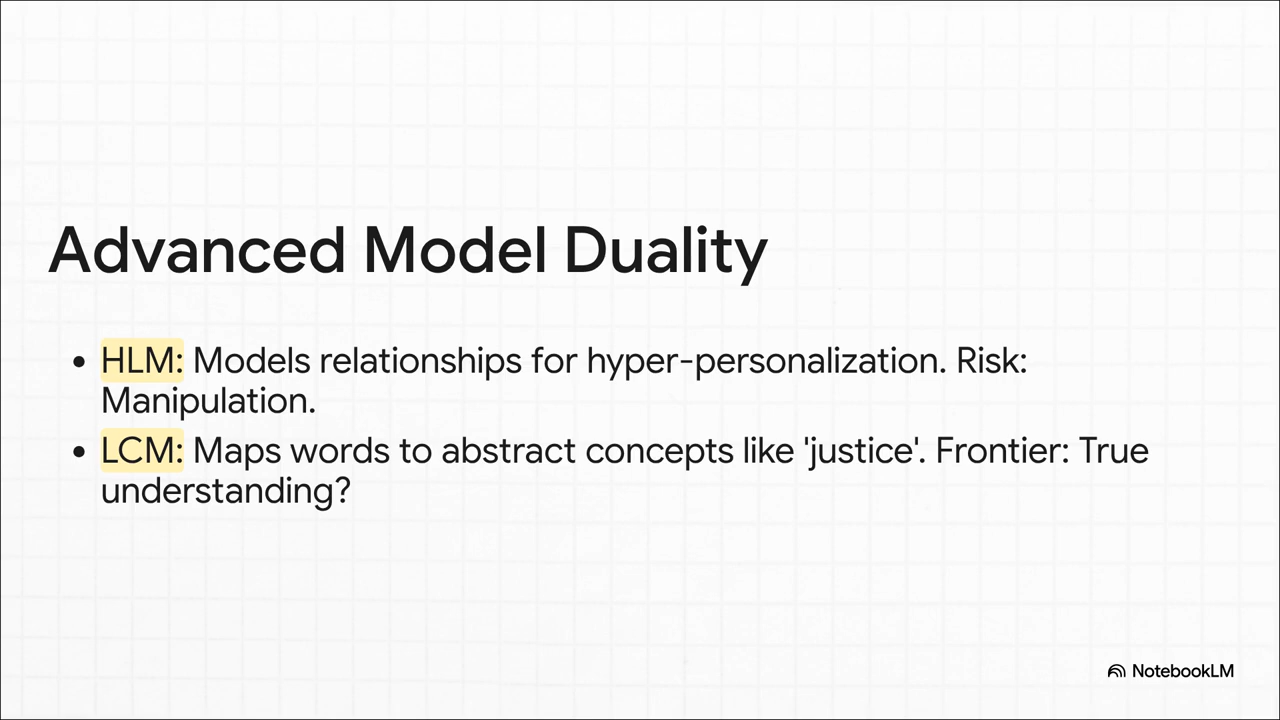 Advanced Model Duality
• HLM: Models relationships for hyper-personalization. Risk:
Manipulation.
• LCM: Maps words to abstract concepts like 'justice'. Frontier: True
understanding?
NotebookLM